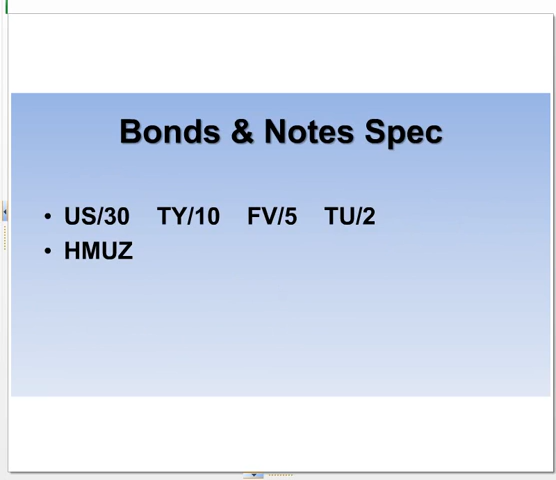 Bonds & Notes Spec
• US/30 TY/10 FV/5 TU/2
• HMUZ